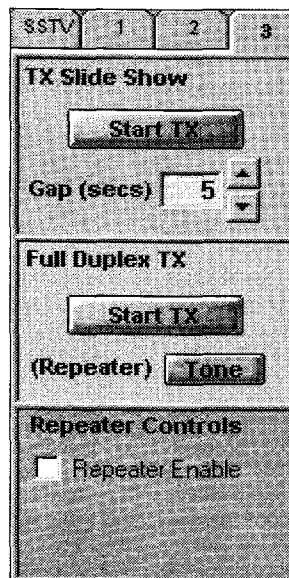 SSTV 1 2 3
TX Slide Show
Start TX
Gap (secs) 5
Full Duplex TX
Start TX
(Repeater) Tone
Repeater Controls
Repeater Enable